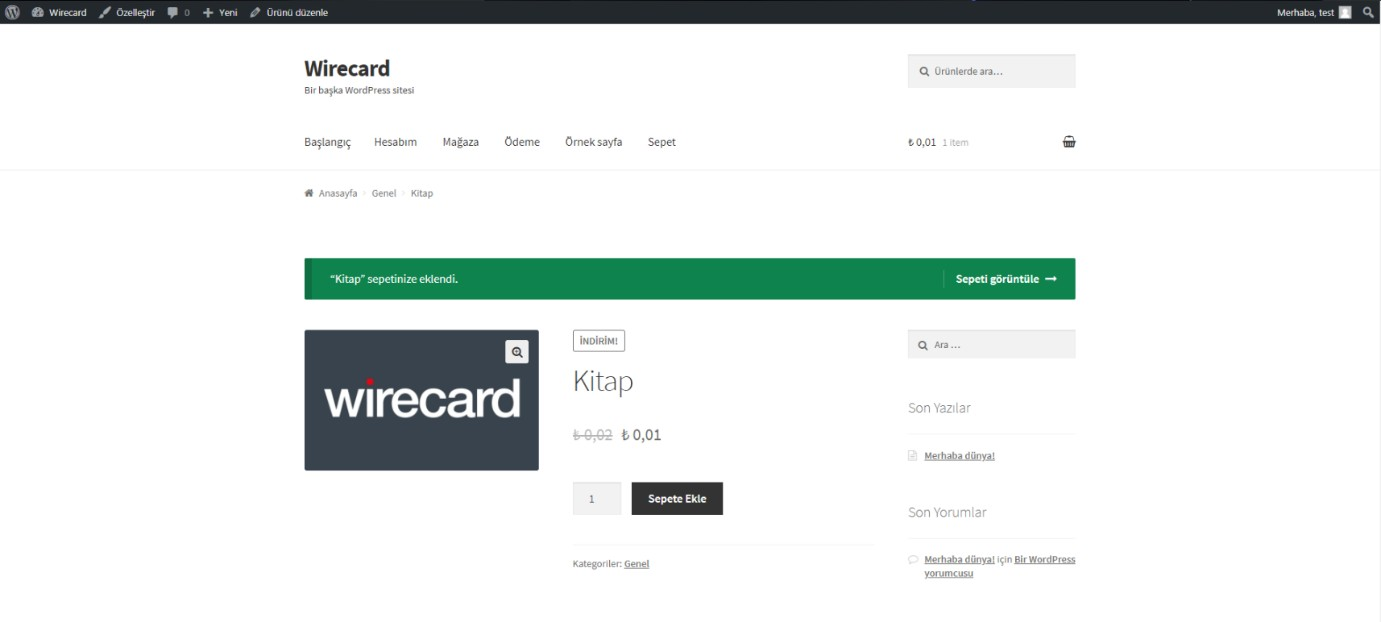 Wirecard Özelleştir 0 Yeni Ürünü düzenle Merhaba, test
Wirecard
Bir başka WordPress sitesi
Ürünlerde ara…
Başlangıç Hesabım Mağaza Ödeme Örnek sayfa Sepet ₺ 0,01 1 item
Anasayfa Genel Kitap
“Kitap” sepetinize eklendi. Sepeti görüntüle →
wirecard
İNDİRİM!
Kitap
₺ 0,02 ₺ 0,01
1 Sepete Ekle
Kategoriler: Genel
Ara …
Son Yazılar
Merhaba dünya!
Son Yorumlar
Merhaba dünya! için Bir WordPress
yorumcusu